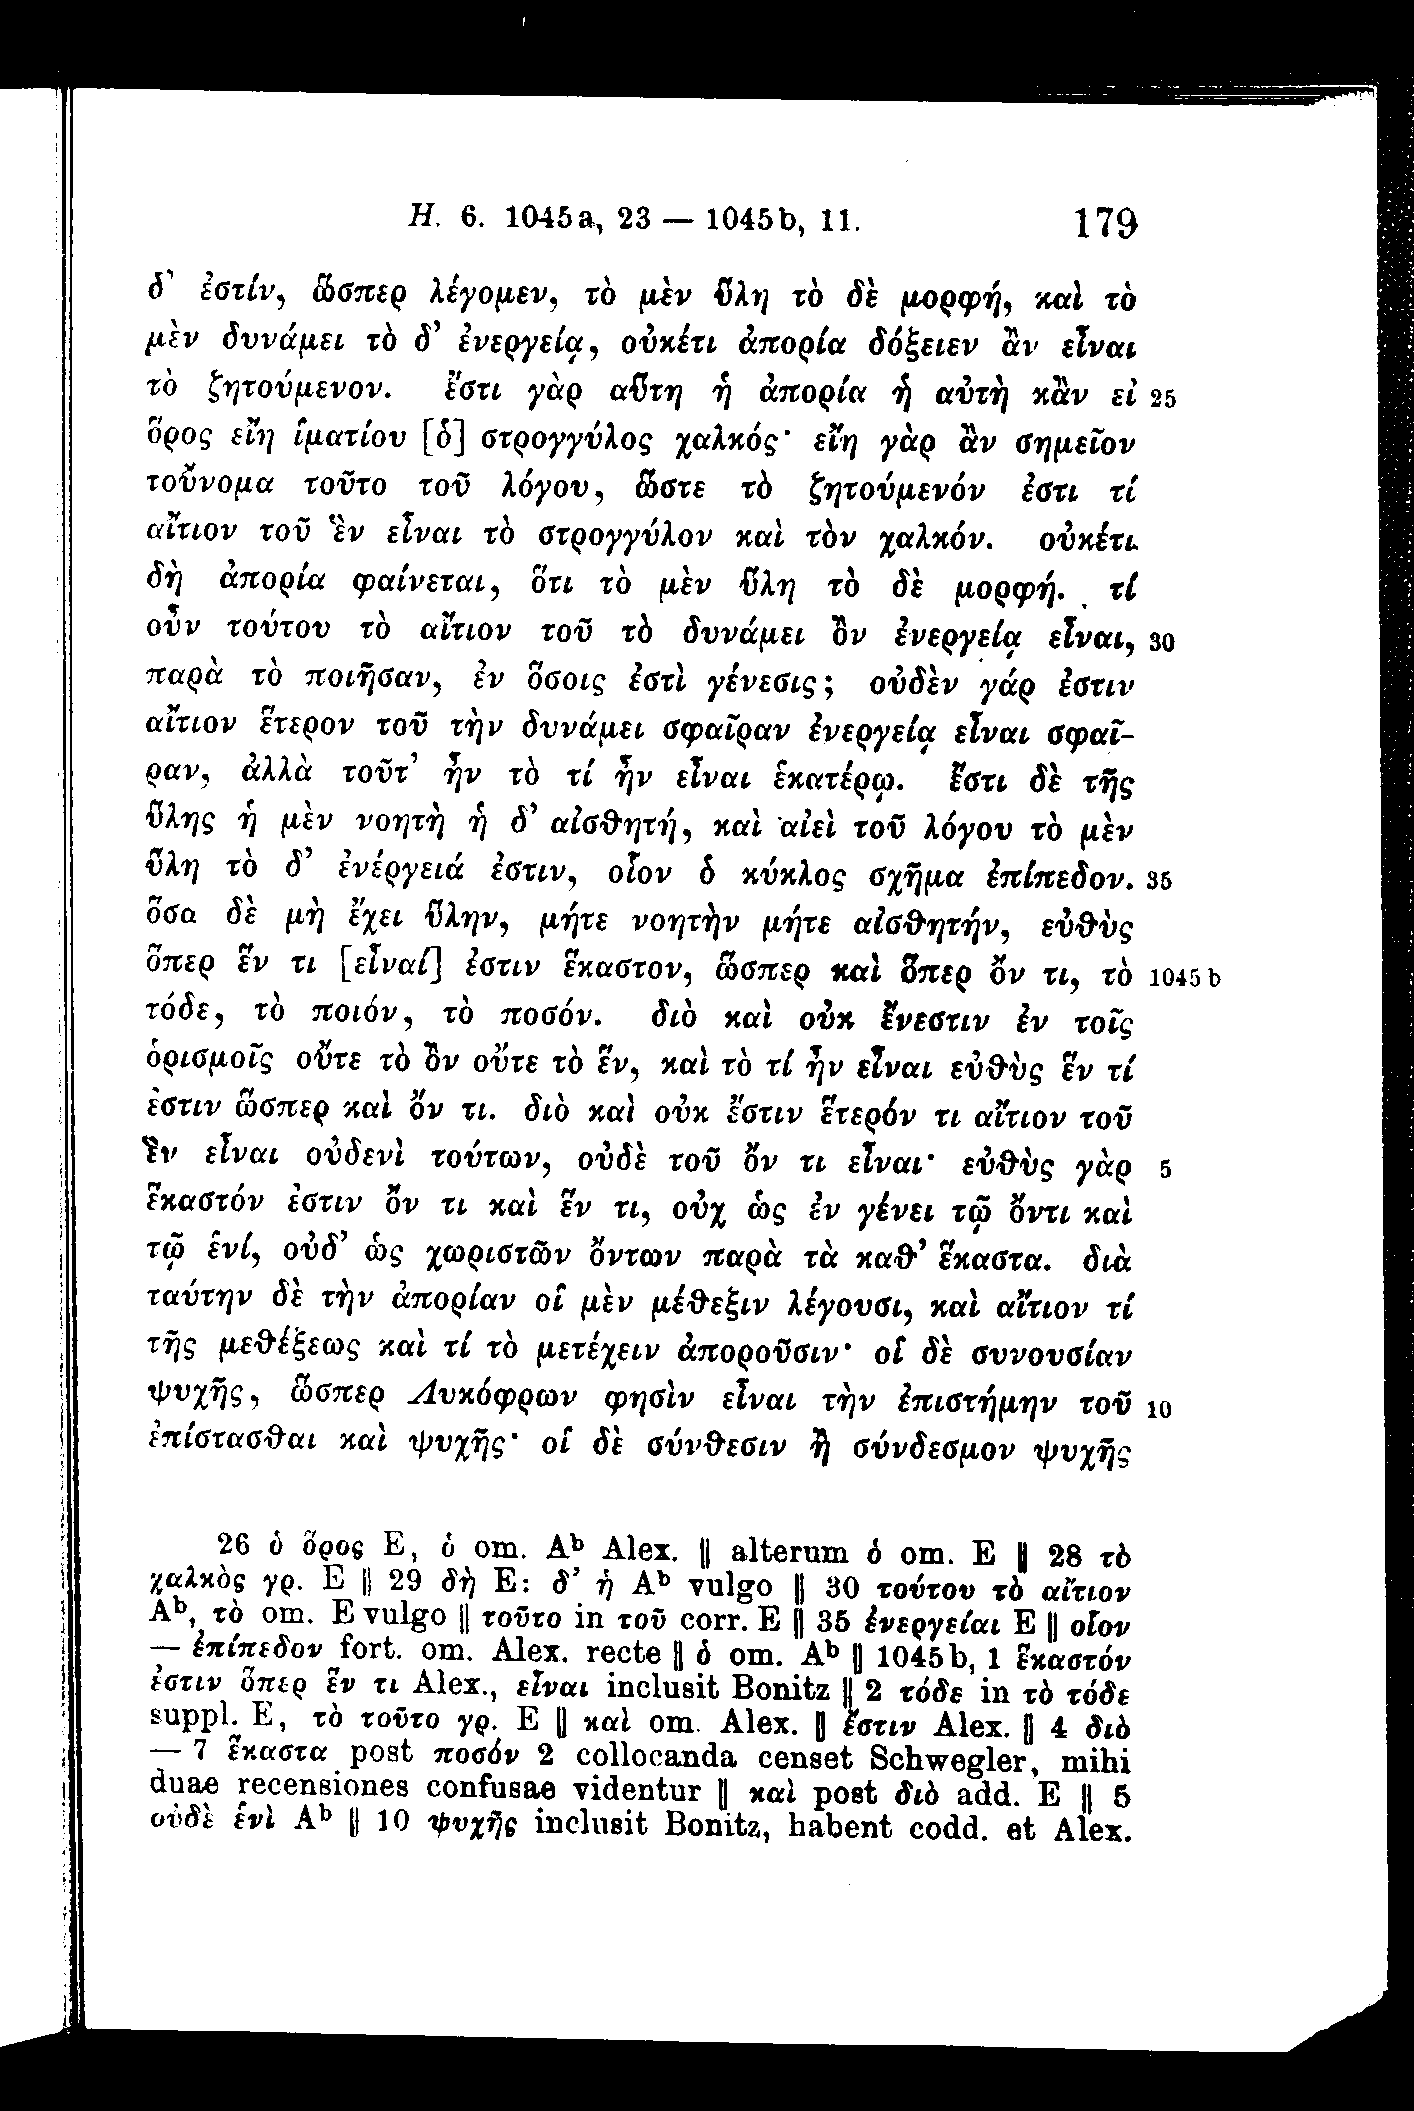 H. 6. 1045a, 23 — 1045b, 11. 179
δ' ἐστίν, ὥσπερ λέγομεν, τὸ μὲν ὕλη τὸ δὲ μορφή, καὶ τὸ
μὲν δυνάμει τὸ δ' ἐνεργείᾳ, οὐκέτι ἀπορία δόξειεν ἂν εἶναι
τὸ ζητούμενον. ἔστι γὰρ αὕτη ἡ ἀπορία ἡ αὐτὴ κἂν εἰ 25
ὅρος εἴη ἱματίου [ὁ] στρογγύλος χαλκός· εἴη γὰρ ἂν σημεῖον
τοὔνομα τοῦτο τοῦ λόγου, ὥστε τὸ ζητούμενόν ἐστι τί
αἴτιον τοῦ ἓν εἶναι τὸ στρογγύλον καὶ τὸν χαλκόν. οὐκέτι
δὴ ἀπορία φαίνεται, ὅτι τὸ μὲν ὕλη τὸ δὲ μορφή. τί
οὖν τούτου τὸ αἴτιον τοῦ τὸ δυνάμει ὂν ἐνεργείᾳ εἶναι, 30
παρὰ τὸ ποιῆσαν, ἐν ὅσοις ἐστὶ γένεσις; οὐδὲν γάρ ἐστιν
αἴτιον ἕτερον τοῦ τὴν δυνάμει σφαῖραν ἐνεργείᾳ εἶναι σφαῖ-
ραν, ἀλλὰ τοῦτ' ἦν τὸ τί ἦν εἶναι ἑκατέρῳ. ἔστι δὲ τῆς
ὕλης ἡ μὲν νοητὴ ἡ δ' αἰσθητή, καὶ αἰεὶ τοῦ λόγου τὸ μὲν
ὕλη τὸ δ' ἐνέργειά ἐστιν, οἷον ὁ κύκλος σχῆμα ἐπίπεδον. 35
ὅσα δὲ μὴ ἔχει ὕλην, μήτε νοητὴν μήτε αἰσθητήν, εὐθὺς
ὅπερ ἕν τι [εἶναί] ἐστιν ἕκαστον, ὥσπερ καὶ ὅπερ ὄν τι, τὸ 1045 b
τόδε, τὸ ποιόν, τὸ ποσόν. διὸ καὶ οὐκ ἔνεστιν ἐν τοῖς
ὁρισμοῖς οὔτε τὸ ὂν οὔτε τὸ ἕν, καὶ τὸ τί ἦν εἶναι εὐθὺς ἕν τί
ἐστιν ὥσπερ καὶ ὄν τι. διὸ καὶ οὐκ ἔστιν ἕτερόν τι αἴτιον τοῦ
ἓν εἶναι οὐδενὶ τούτων, οὐδὲ τοῦ ὄν τι εἶναι· εὐθὺς γὰρ 5
ἕκαστόν ἐστιν ὄν τι καὶ ἕν τι, οὐχ ὡς ἐν γένει τῷ ὄντι καὶ
τῷ ἑνί, οὐδ' ὡς χωριστῶν ὄντων παρὰ τὰ καθ' ἕκαστα. διὰ
ταύτην δὲ τὴν ἀπορίαν οἱ μὲν μέθεξιν λέγουσι, καὶ αἴτιον τί
τῆς μεθέξεως καὶ τί τὸ μετέχειν ἀποροῦσιν· οἱ δὲ συνουσίαν
ψυχῆς, ὥσπερ Λυκόφρων φησὶν εἶναι τὴν ἐπιστήμην τοῦ 10
ἐπίστασθαι καὶ ψυχῆς· οἱ δὲ σύνθεσιν ἢ σύνδεσμον ψυχῆς
26 ὁ ὅρος E, ὁ om. Aᵇ Alex. || alterum ὁ om. E || 28 τὸ
χαλκὸς γρ. E || 29 δὴ E: δ' ἡ Aᵇ vulgo || 30 τούτου τὸ αἴτιον
Aᵇ, τὸ om. E vulgo || τοῦτο in τοῦ corr. E || 35 ἐνεργείαι E || οἷον
— ἐπίπεδον fort. om. Alex. recte || ὁ om. Aᵇ || 1045b, 1 ἕκαστόν
ἐστιν ὅπερ ἕν τι Alex., εἶναι inclusit Bonitz || 2 τόδε in τὸ τόδε
suppl. E, τὸ τοῦτο γρ. E || καὶ om. Alex. || ἔστιν Alex. || 4 διὸ
— 7 ἕκαστα post ποσόν 2 collocanda censet Schwegler, mihi
duae recensiones confusae videntur || καὶ post διὸ add. E || 5
οὐδὲ ἑνὶ Aᵇ || 10 ψυχῆς inclusit Bonitz, habent codd. et Alex.